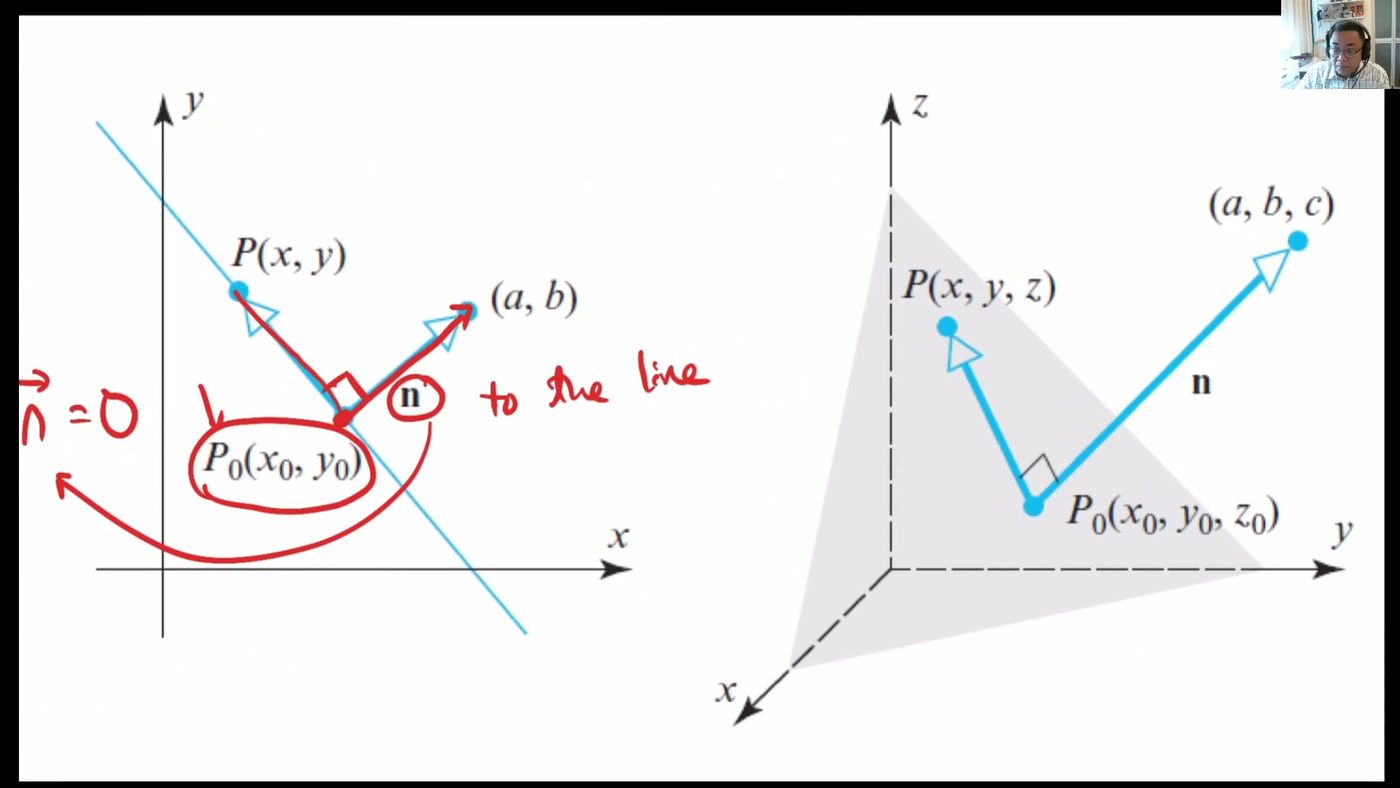 y
P(x, y)
(a, b)
n
to the line
n = 0
P₀(x₀, y₀)
x
z
(a, b, c)
P(x, y, z)
n
P₀(x₀, y₀, z₀)
y
x